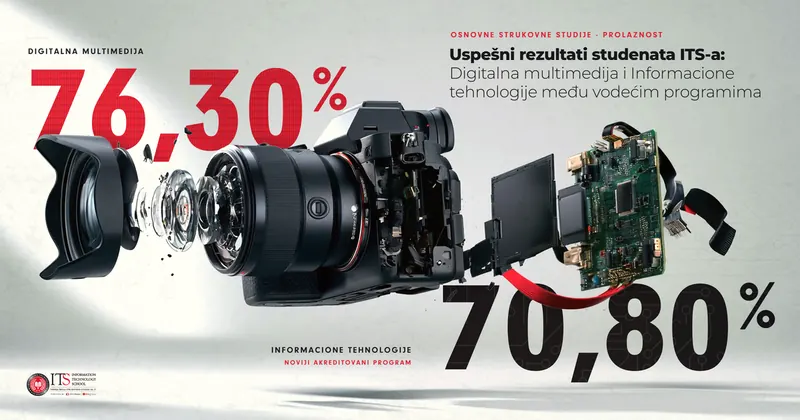 DIGITALNA MULTIMEDIJA
76,30%
OSNOVNE STRUKOVNE STUDIJE - PROLAZNOST
Uspešni rezultati studenata ITS-a:
Digitalna multimedija i Informacione
tehnologije među vodećim programima
INFORMACIONE TEHNOLOGIJE
NOVIJI AKREDITOVANI PROGRAM
70,80%
ITS
INFORMATION
TECHNOLOGY
SCHOOL